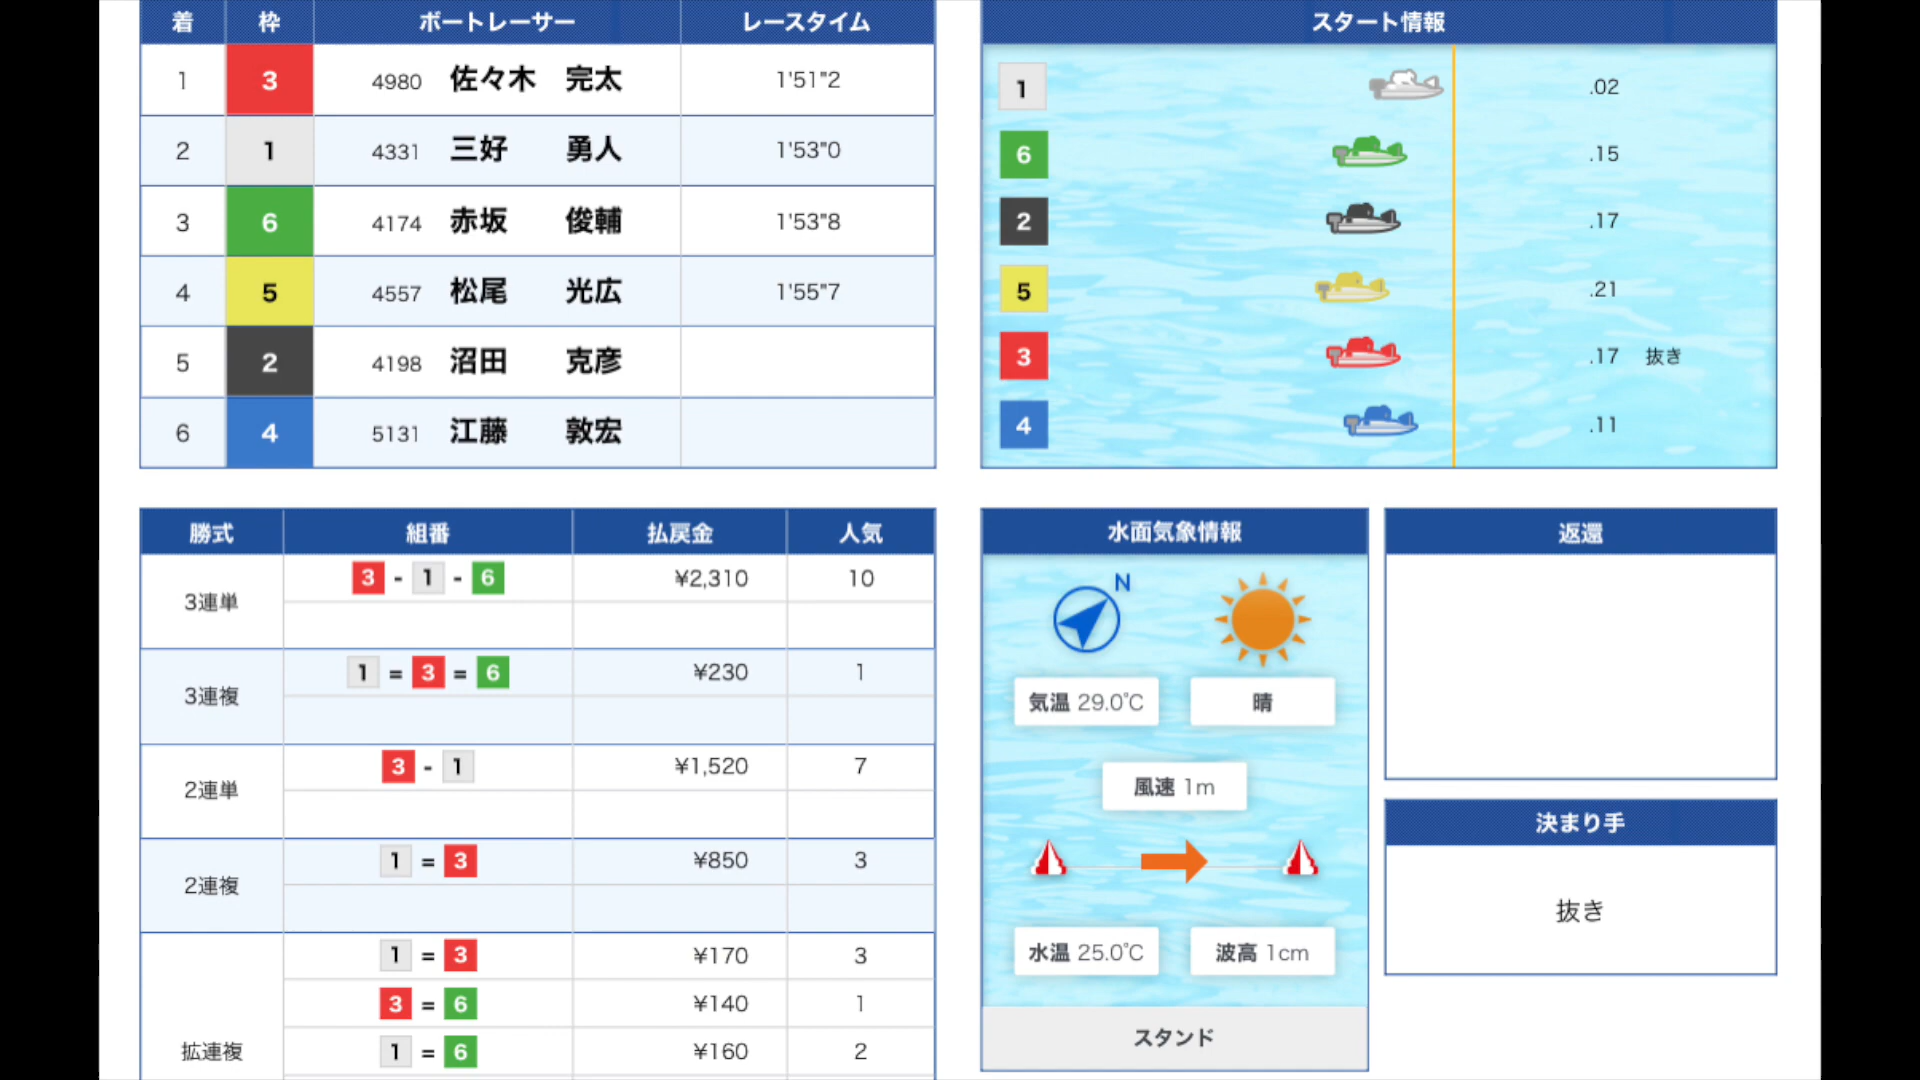 着 枠 ボートレーサー レースタイム
1 3 4980 佐々木 完太 1'51"2
2 1 4331 三好 勇人 1'53"0
3 6 4174 赤坂 俊輔 1'53"8
4 5 4557 松尾 光広 1'55"7
5 2 4198 沼田 克彦
6 4 5131 江藤 敦宏
スタート情報
1 .02
6 .15
2 .17
5 .21
3 .17 抜き
4 .11
勝式 組番 払戻金 人気
3連単 3 - 1 - 6 ¥2,310 10
3連複 1 = 3 = 6 ¥230 1
2連単 3 - 1 ¥1,520 7
2連複 1 = 3 ¥850 3
拡連複 1 = 3 ¥170 3
3 = 6 ¥140 1
1 = 6 ¥160 2
水面気象情報
N
気温 29.0℃ 晴
風速 1m
水温 25.0℃ 波高 1cm
スタンド
返還
決まり手
抜き